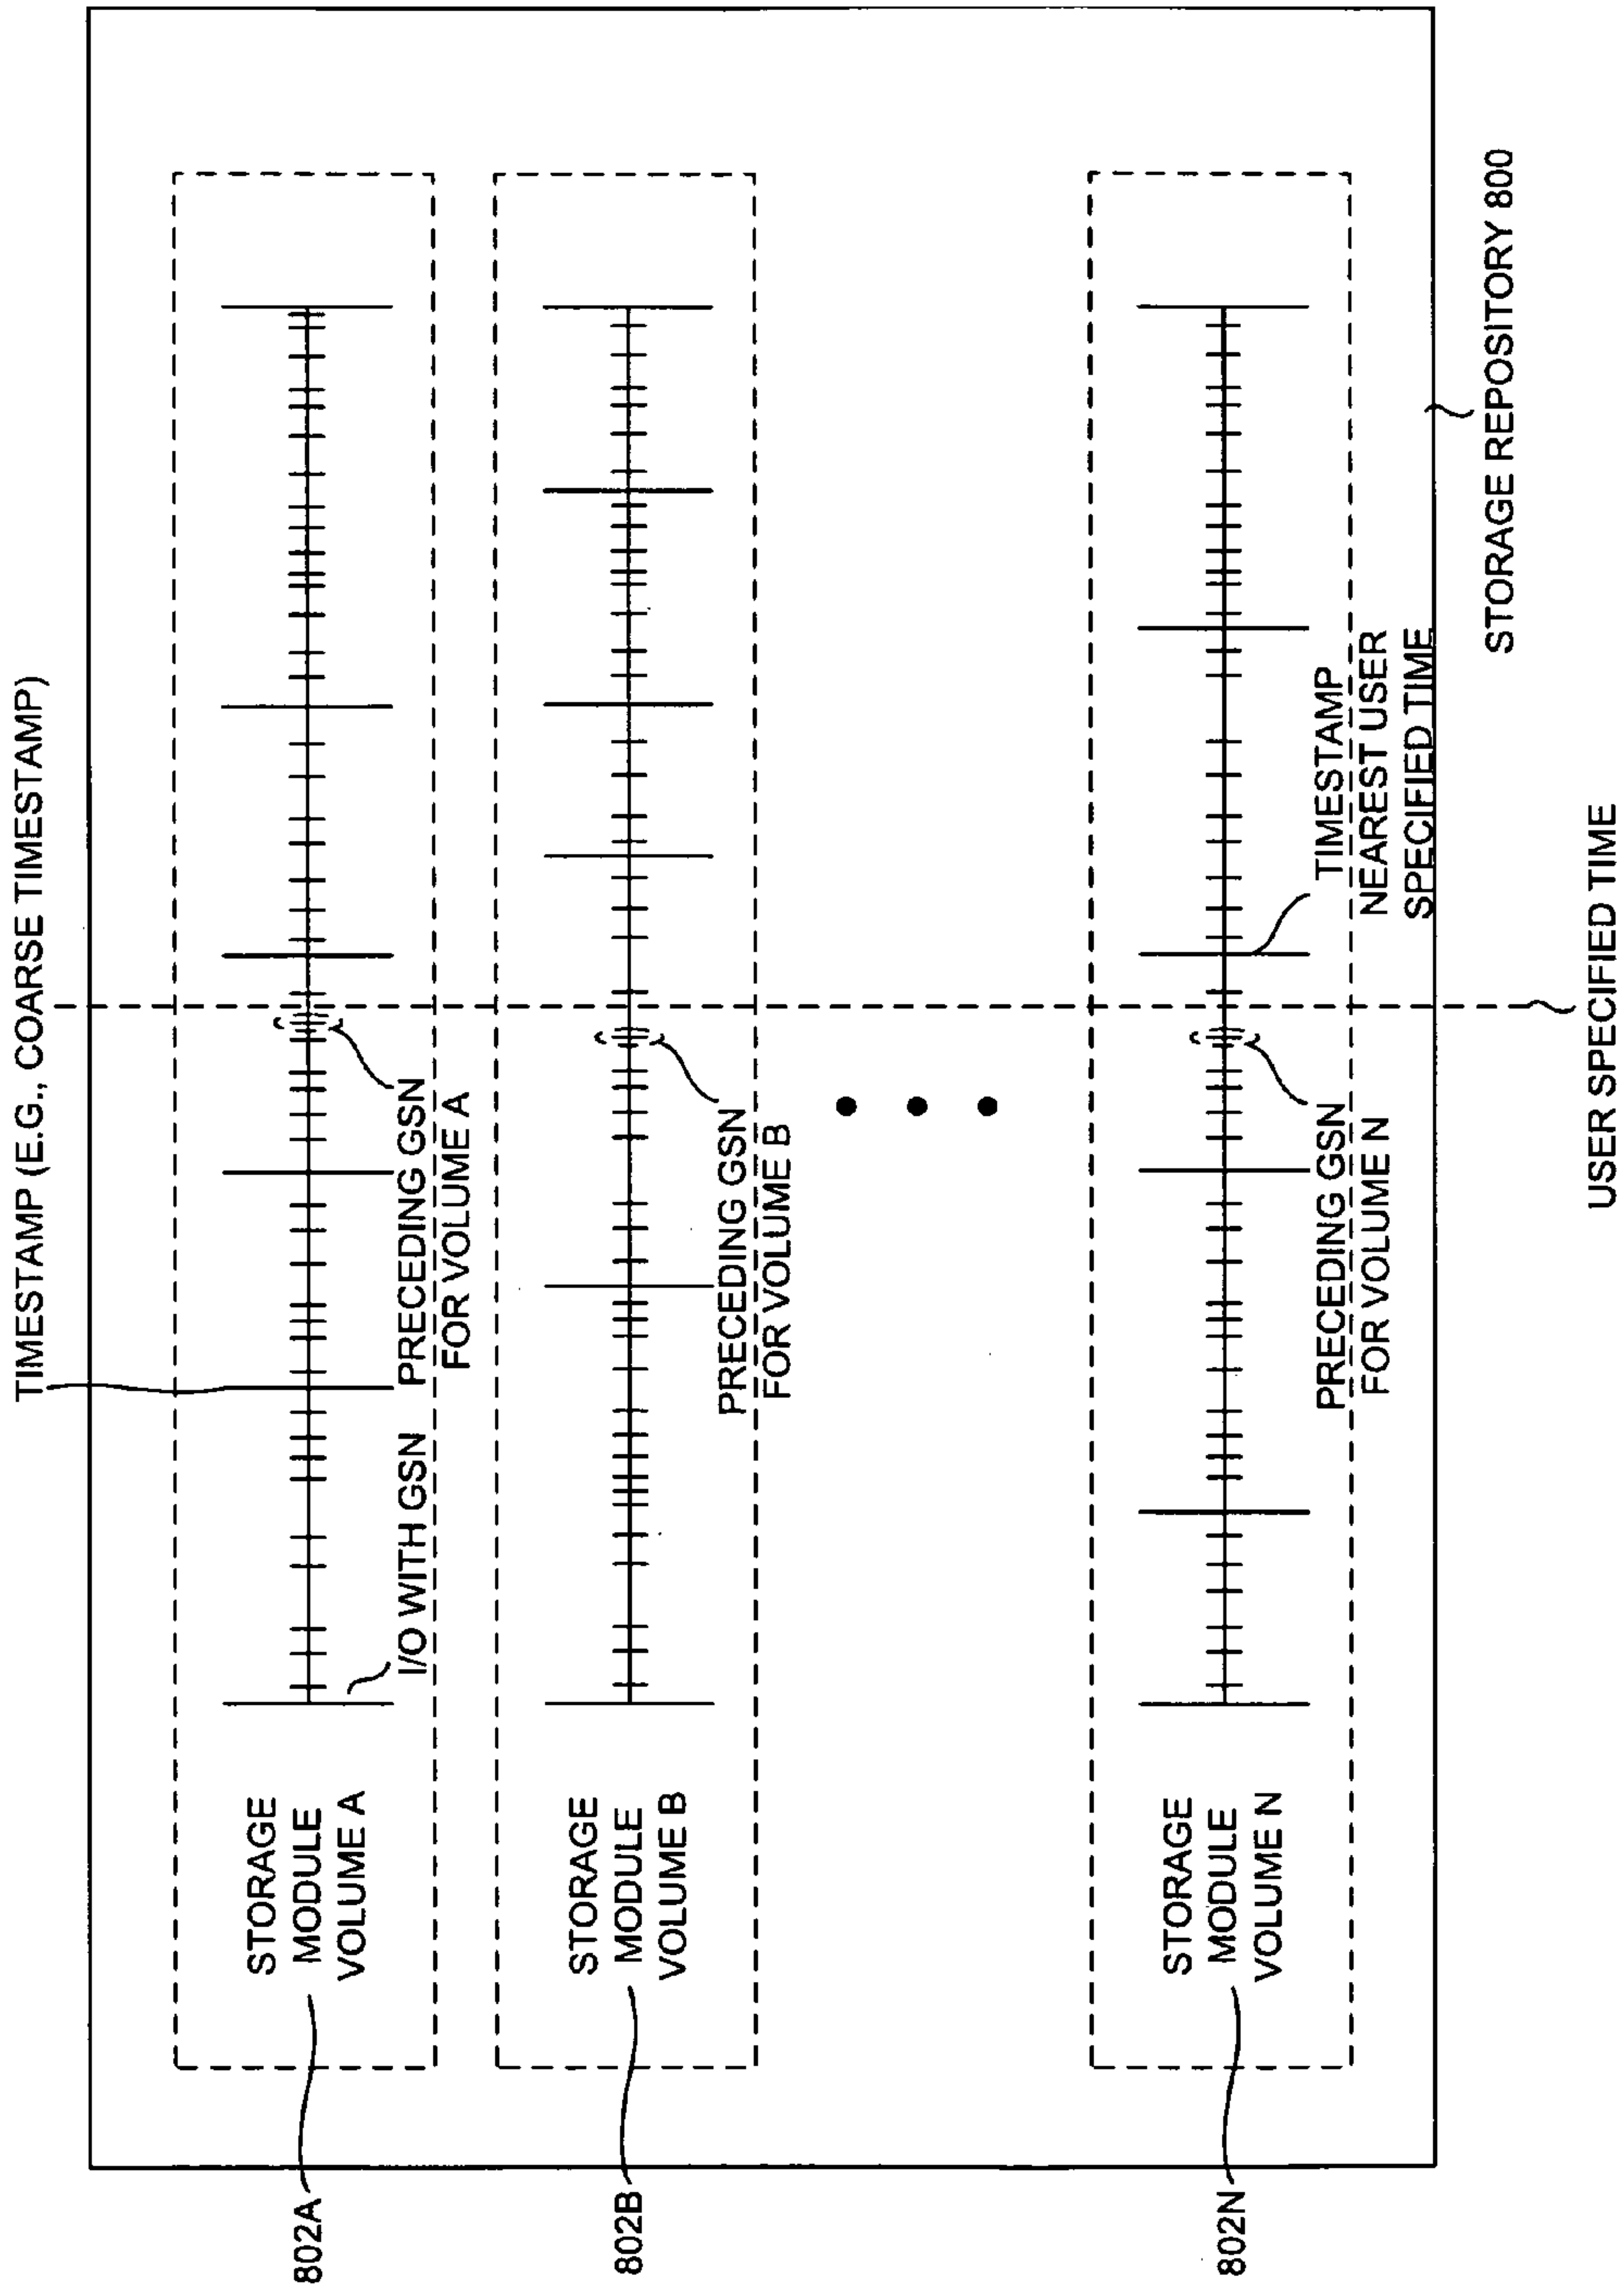 TIMESTAMP (E.G., COARSE TIMESTAMP)
802A
STORAGE
MODULE
VOLUME A
I/O WITH GSN
PRECEDING GSN
FOR VOLUME A
802B
STORAGE
MODULE
VOLUME B
PRECEDING GSN
FOR VOLUME B
802N
STORAGE
MODULE
VOLUME N
PRECEDING GSN
FOR VOLUME N
TIMESTAMP
NEAREST USER
SPECIFIED TIME
STORAGE REPOSITORY 800
USER SPECIFIED TIME